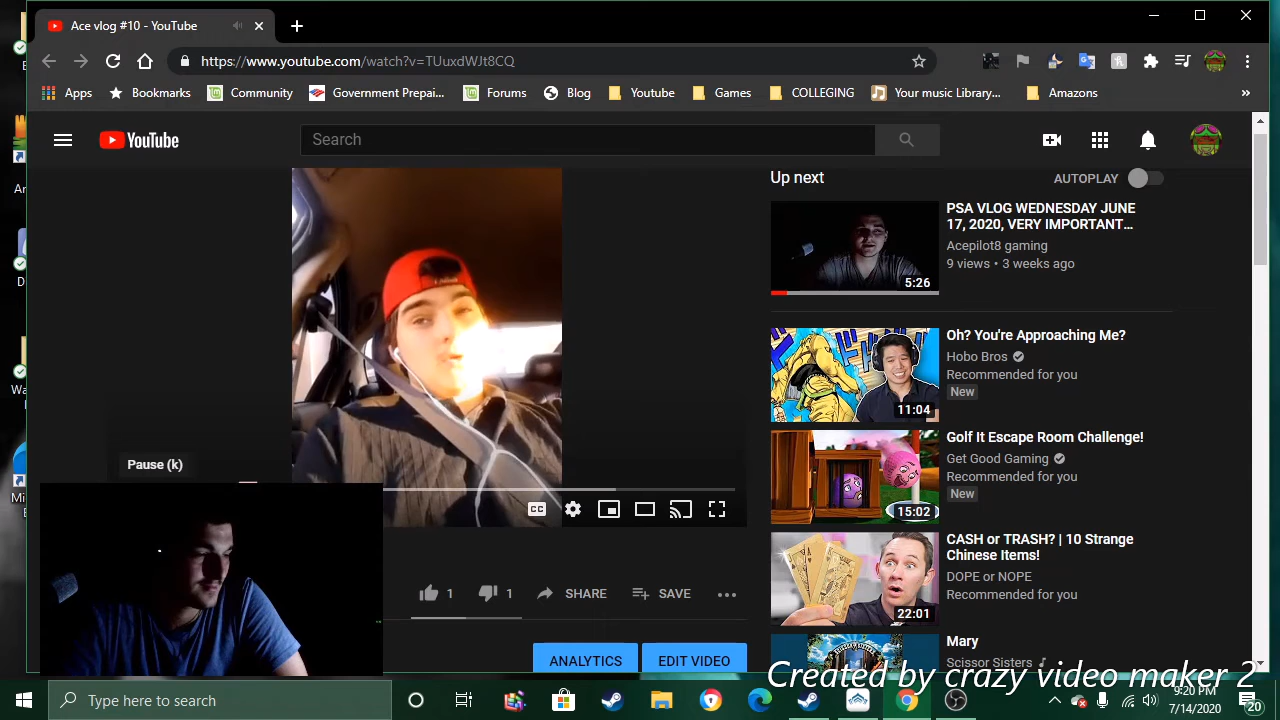 Ace vlog #10 - YouTube
https://www.youtube.com/watch?v=TUuxdWJt8CQ
Apps
Bookmarks
Community
Government Prepai...
Forums
Blog
Youtube
Games
COLLEGING
Your music Library...
Amazons
»
YouTube
Search
Up next
AUTOPLAY
PSA VLOG WEDNESDAY JUNE
17, 2020, VERY IMPORTANT...
Acepilot8 gaming
9 views • 3 weeks ago
5:26
Oh? You're Approaching Me?
Hobo Bros
Recommended for you
New
11:04
Golf It Escape Room Challenge!
Get Good Gaming
Recommended for you
New
15:02
CASH or TRASH? | 10 Strange
Chinese Items!
DOPE or NOPE
Recommended for you
22:01
Mary
Scissor Sisters
Pause (k)
CC
1
1
SHARE
SAVE
ANALYTICS
EDIT VIDEO
Created by crazy video maker 2
Type here to search
9:20 PM
7/14/2020
20